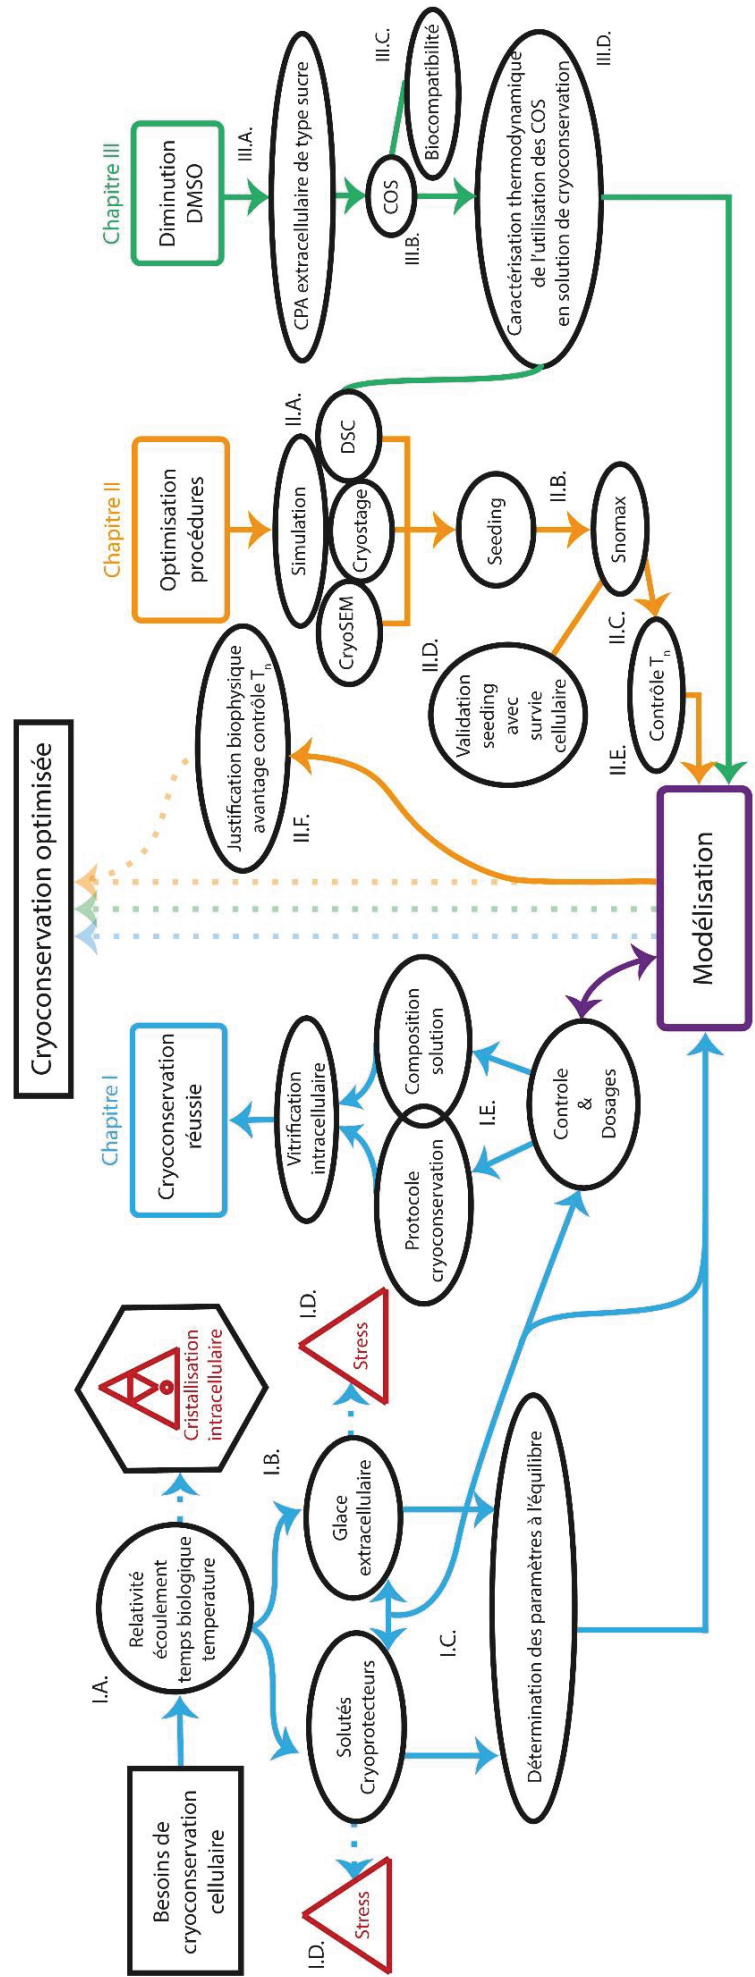 Cryoconservation optimisée
Besoins de
cryoconservation
cellulaire
I.A.
Relativité
écoulement
temps biologique
temperature
Cristallisation
intracellulaire
I.B.
I.D.
Stress
Solutés
Cryoprotecteurs
Glace
extracellulaire
I.D.
Stress
I.C.
Détermination des paramètres à l'équilibre
Chapitre I
Cryoconservation
réussie
Vitrification
intracellulaire
Protocole
cryoconservation
Composition
solution
I.E.
Controle
&
Dosages
Modélisation
Justification biophysique
avantage contrôle Tn
II.F.
Chapitre II
Optimisation
procédures
Simulation
II.A.
CryoSEM
Cryostage
DSC
Seeding
II.B.
Snomax
II.D.
Validation
seeding
avec
survie
cellulaire
II.C.
Contrôle Tn
II.E.
Chapitre III
Diminution
DMSO
III.A.
CPA extracellulaire de type sucre
COS
III.B.
III.C.
Biocompatibilité
Caractérisation thermodynamique
de l'utilisation des COS
en solution de cryoconservation
III.D.